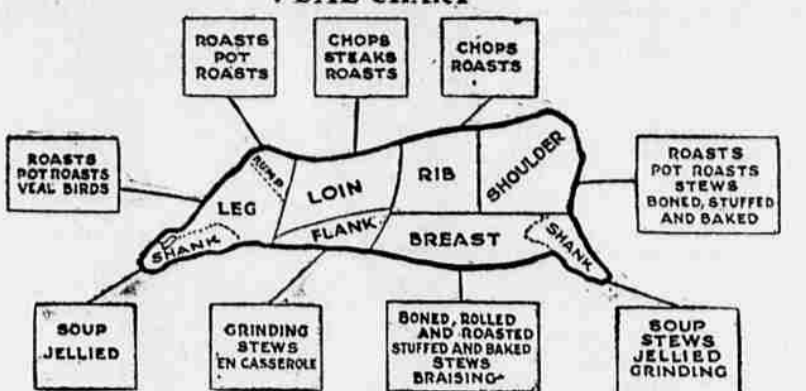 CHART
ROASTS
POT
ROASTS
CHOPS
STEAKS
ROASTS
CHOPS
ROASTS
ROASTS
POT ROASTS
VEAL BIRDS
ROASTS
POT ROASTS
STEWS
BONED, STUFFED
AND BAKED
RUMP
LOIN
RIB
SHOULDER
LEG
FLANK
BREAST
SHANK
SHANK
SOUP
JELLIED
GRINDING
STEWS
EN CASSEROLE
BONED, ROLLED
AND ROASTED
STUFFED AND BAKED
STEWS
BRAISING
SOUP
STEWS
JELLIED
GRINDING